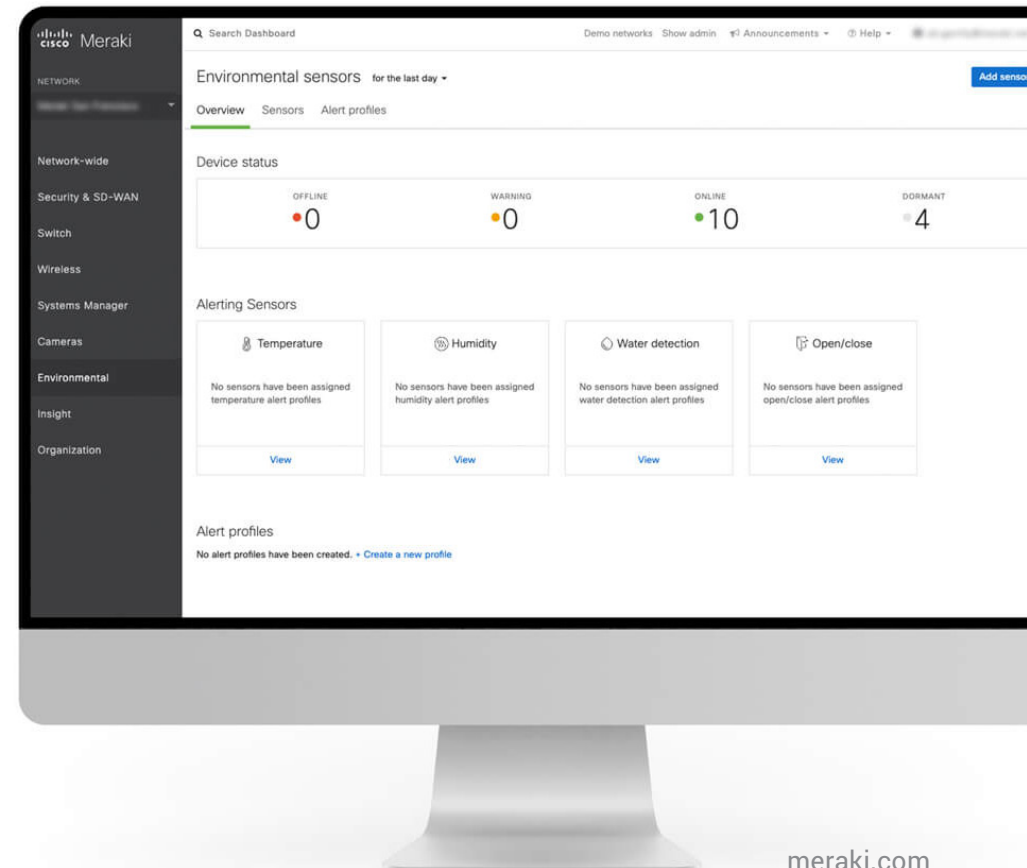 cisco Meraki
Search Dashboard
Demo networks Show admin Announcements Help
NETWORK
Network-wide
Security & SD-WAN
Switch
Wireless
Systems Manager
Cameras
Environmental
Insight
Organization
Environmental sensors for the last day
Add sensor
Overview Sensors Alert profiles
Device status
OFFLINE WARNING ONLINE DORMANT
0 0 10 4
Alerting Sensors
Temperature
No sensors have been assigned
temperature alert profiles
View
Humidity
No sensors have been assigned
humidity alert profiles
View
Water detection
No sensors have been assigned
water detection alert profiles
View
Open/close
No sensors have been assigned
open/close alert profiles
View
Alert profiles
No alert profiles have been created. + Create a new profile
meraki.com